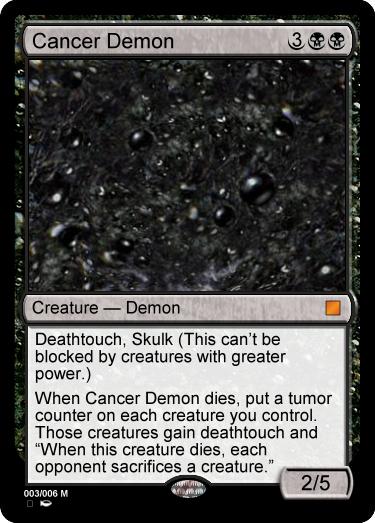 Cancer Demon 3
Creature — Demon
Deathtouch, Skulk (This can't be
blocked by creatures with greater
power.)
When Cancer Demon dies, put a tumor
counter on each creature you control.
Those creatures gain deathtouch and
“When this creature dies, each
opponent sacrifices a creature.”
2/5
003/006 M